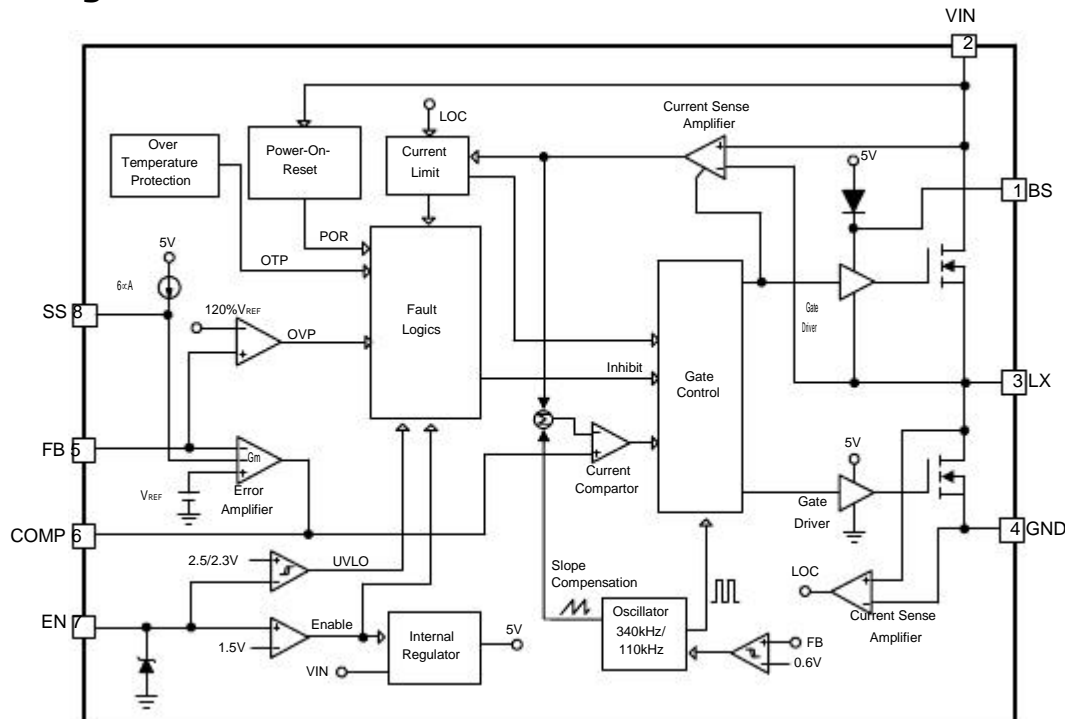 VIN
2
Current Sense
Amplifier
LOC
Over
Temperature
Protection
Power-On-
Reset
Current
Limit
5V
1 BS
POR
OTP
5V
6∝A
SS 8
120%VREF
OVP
Fault
Logics
Gate
Driver
Inhibit
Gate
Control
3 LX
FB 5
Gm
Error
Amplifier
VREF
Σ
Current
Compartor
5V
Gate
Driver
COMP 6
4 GND
2.5/2.3V
UVLO
Slope
Compensation
LOC
Current Sense
Amplifier
EN 7
Enable
1.5V
Internal
Regulator
5V
VIN
Oscillator
340kHz/
110kHz
FB
0.6V
+
-
+
-
-
-
+
-
+
+
-
+
-
+
-
+
-
+
-